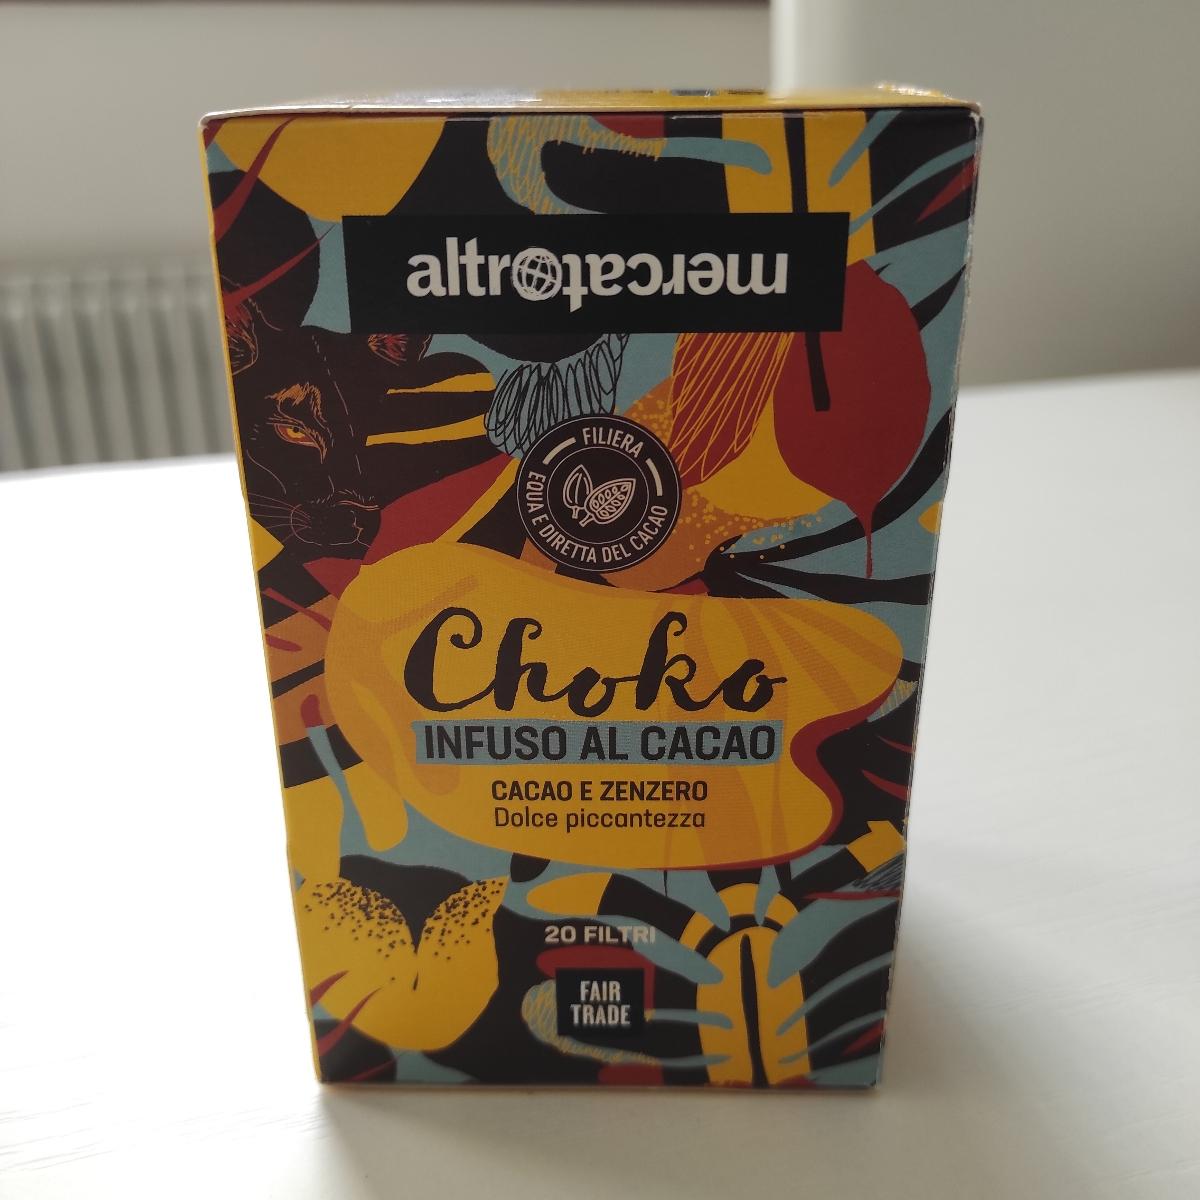 altromercato
FILIERA
EQUA E DIRETTA DEL CACAO
Choko
INFUSO AL CACAO
CACAO E ZENZERO
Dolce piccantezza
20 FILTRI
FAIR
TRADE